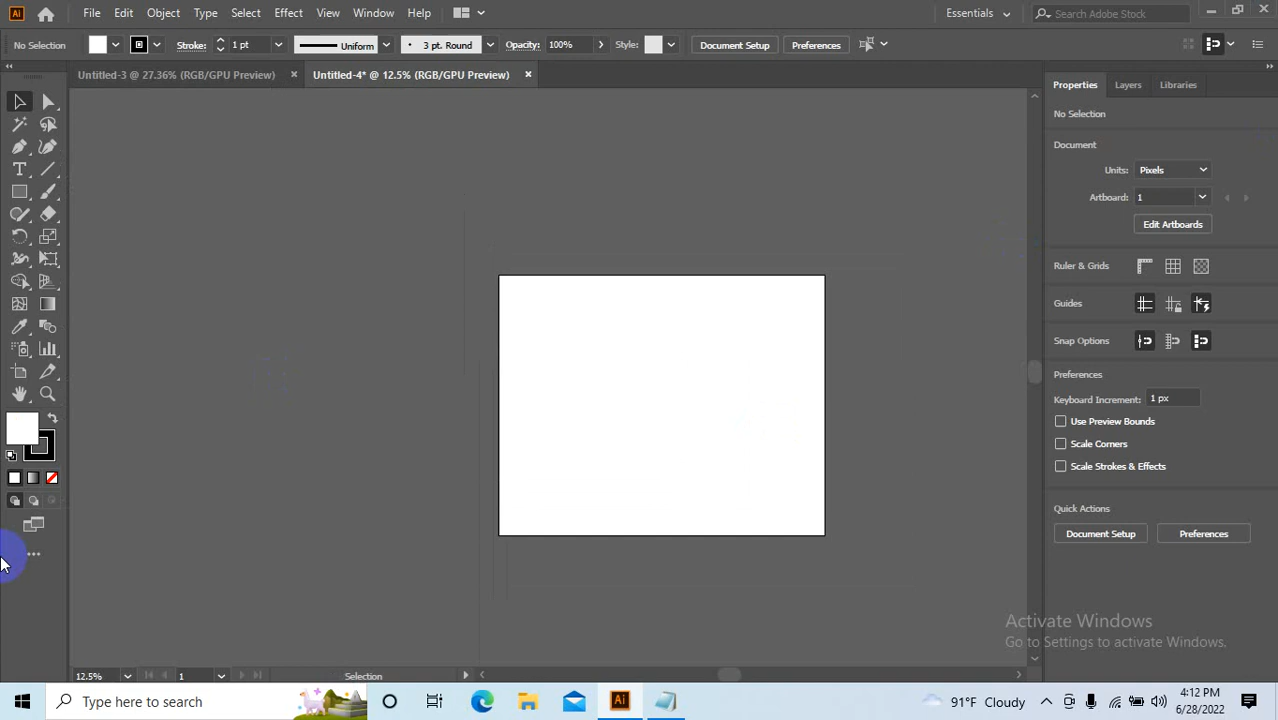 Ai File Edit Object Type Select Effect View Window Help Essentials Search Adobe Stock
No Selection Stroke: 1 pt Uniform 3 pt. Round Opacity: 100% Style: Document Setup Preferences
Untitled-3 @ 27.36% (RGB/GPU Preview) Untitled-4* @ 12.5% (RGB/GPU Preview)
Properties Layers Libraries
No Selection
Document
Units: Pixels
Artboard: 1
Edit Artboards
Ruler & Grids
Guides
Snap Options
Preferences
Keyboard Increment: 1 px
Use Preview Bounds
Scale Corners
Scale Strokes & Effects
Quick Actions
Document Setup Preferences
Activate Windows
Go to Settings to activate Windows.
12.5% 1 Selection
Type here to search Ai 91°F Cloudy 4:12 PM
6/28/2022